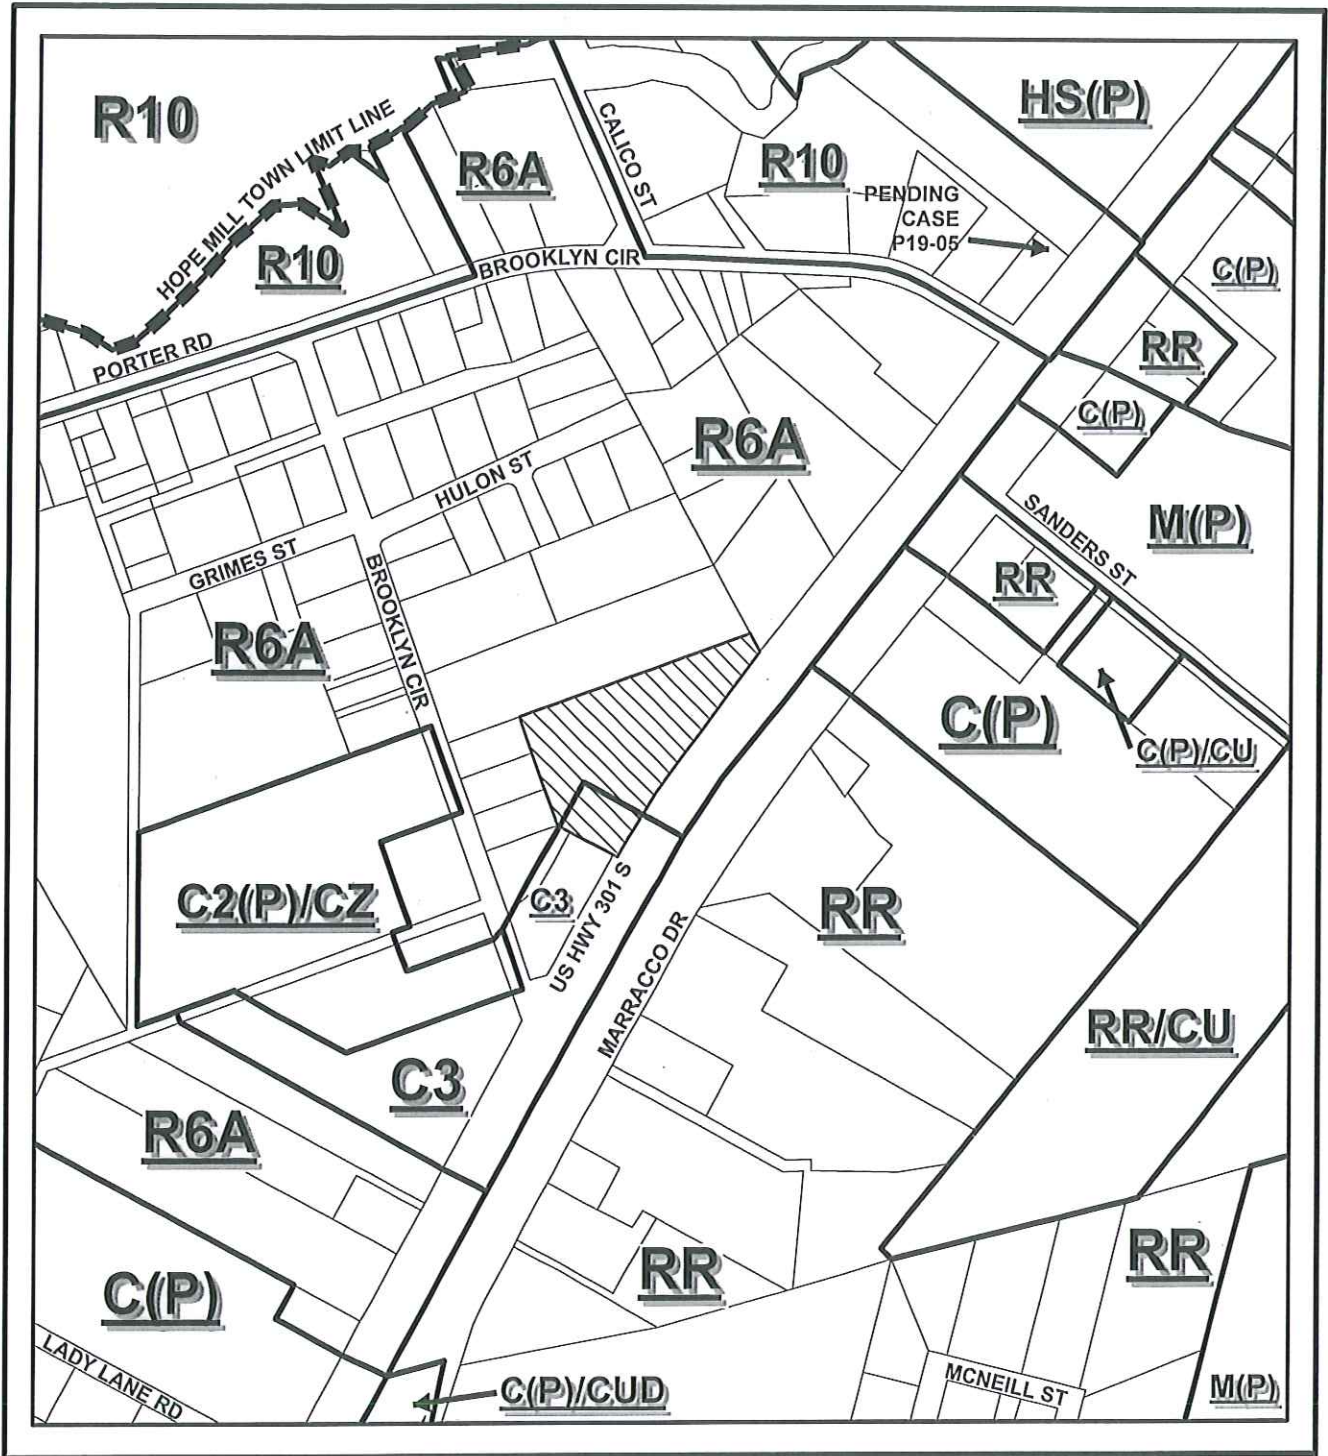 R10
HS(P)
HOPE MILL TOWN LIMIT LINE
R6A
CALICO ST
R10
PENDING
CASE
P19-05
R10
BROOKLYN CIR
C(P)
PORTER RD
RR
C(P)
R6A
HULON ST
SANDERS ST
M(P)
GRIMES ST
BROOKLYN CIR
RR
R6A
C(P)
C(P)/CU
C2(P)/CZ
C3
US HWY 301 S
MARRACCO DR
RR
RR/CU
C3
R6A
RR
RR
C(P)
LADY LANE RD
C(P)/CUD
MCNEILL ST
M(P)